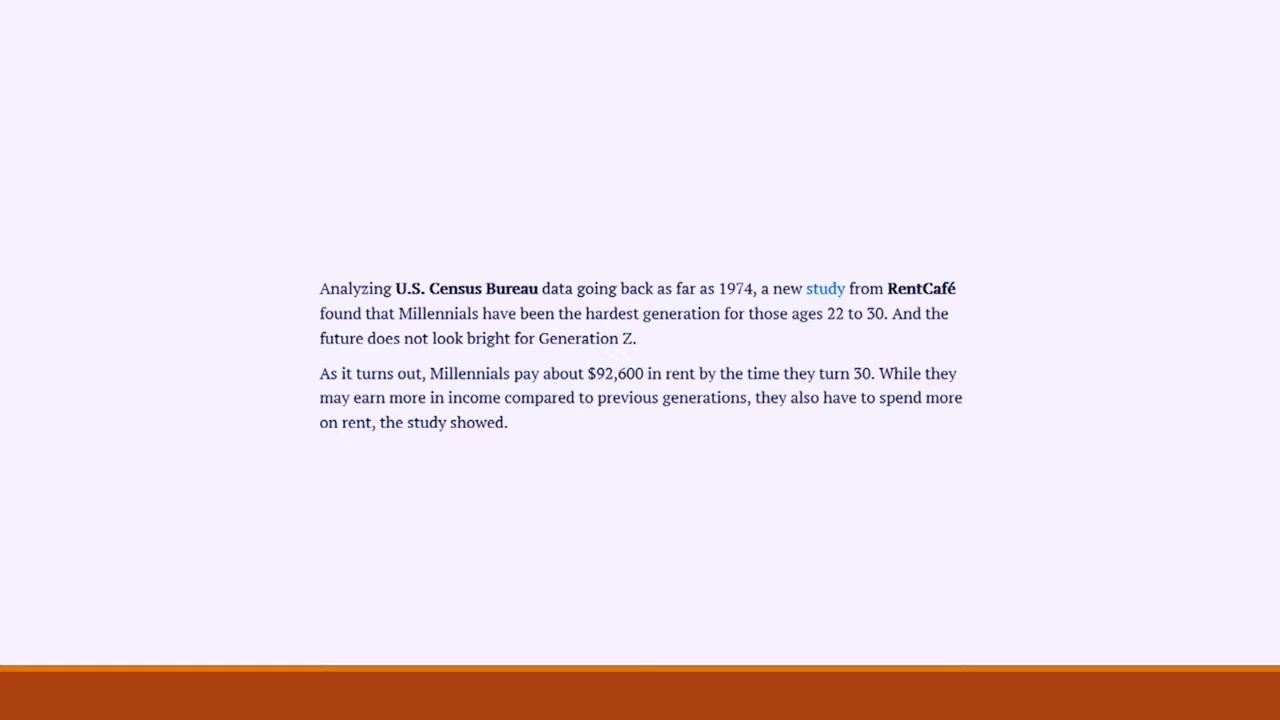 Analyzing U.S. Census Bureau data going back as far as 1974, a new study from RentCafé
found that Millennials have been the hardest generation for those ages 22 to 30. And the
future does not look bright for Generation Z.
As it turns out, Millennials pay about $92,600 in rent by the time they turn 30. While they
may earn more in income compared to previous generations, they also have to spend more
on rent, the study showed.